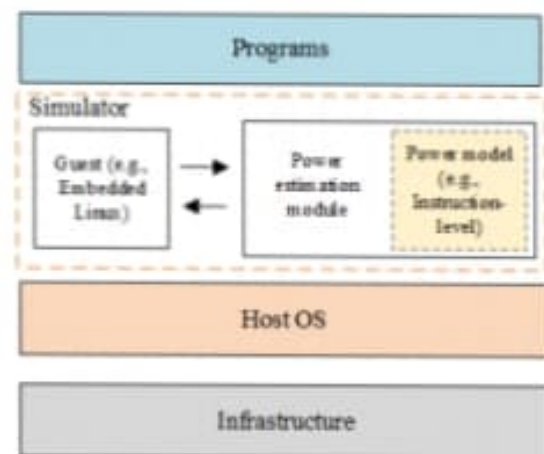 Programs
Simulator
Guest (e.g.,
Embedded
Linux)
Power
estimation
module
Power model
(e.g.,
Instruction-
level)
Host OS
Infrastructure